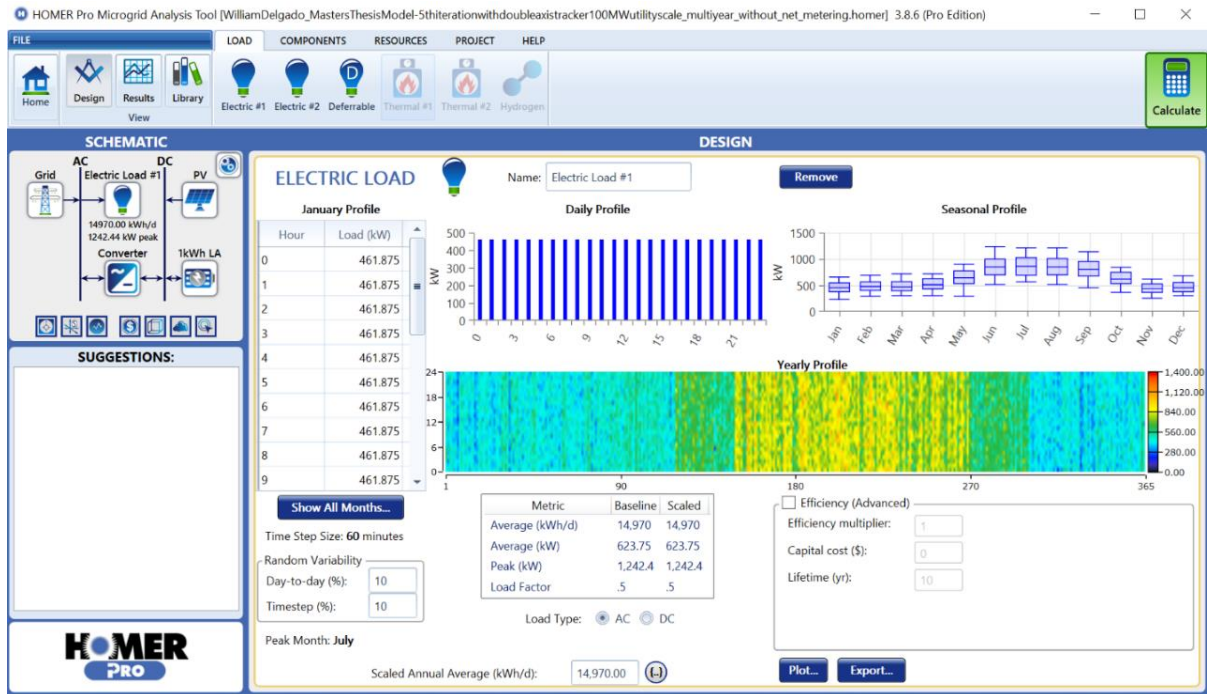 HOMER Pro Microgrid Analysis Tool [WilliamDelgado_MastersThesisModel-5thiterationwithdoubleaxistracker100MWutilityscale_multiyear_without_net_metering.homer] 3.8.6 (Pro Edition)
FILE
LOAD COMPONENTS RESOURCES PROJECT HELP
Home
Design Results Library
View
Electric #1 Electric #2 Deferrable Thermal #1 Thermal #2 Hydrogen
D
Calculate
SCHEMATIC
AC DC
Grid Electric Load #1 PV
14970.00 kWh/d
1242.44 kW peak
Converter 1kWh LA
SUGGESTIONS:
HOMER
PRO
DESIGN
ELECTRIC LOAD
Name: Electric Load #1
Remove
January Profile
Hour Load (kW)
0 461.875
1 461.875
2 461.875
3 461.875
4 461.875
5 461.875
6 461.875
7 461.875
8 461.875
9 461.875
Show All Months...
Time Step Size: 60 minutes
Random Variability
Day-to-day (%): 10
Timestep (%): 10
Peak Month: July
Daily Profile
kW
500
400
300
200
100
0
0 3 6 9 12 15 18 21
Seasonal Profile
kW
1500
1000
500
0
Jan Feb Mar Apr May Jun Jul Aug Sep Oct Nov Dec
Yearly Profile
24
18
12
6
0
1 90 180 270 365
1,400.00
1,120.00
840.00
560.00
280.00
0.00
Metric Baseline Scaled
Average (kWh/d) 14,970 14,970
Average (kW) 623.75 623.75
Peak (kW) 1,242.4 1,242.4
Load Factor .5 .5
Load Type: AC DC
Scaled Annual Average (kWh/d): 14,970.00 {..}
Efficiency (Advanced)
Efficiency multiplier: 1
Capital cost ($): 0
Lifetime (yr): 10
Plot... Export...